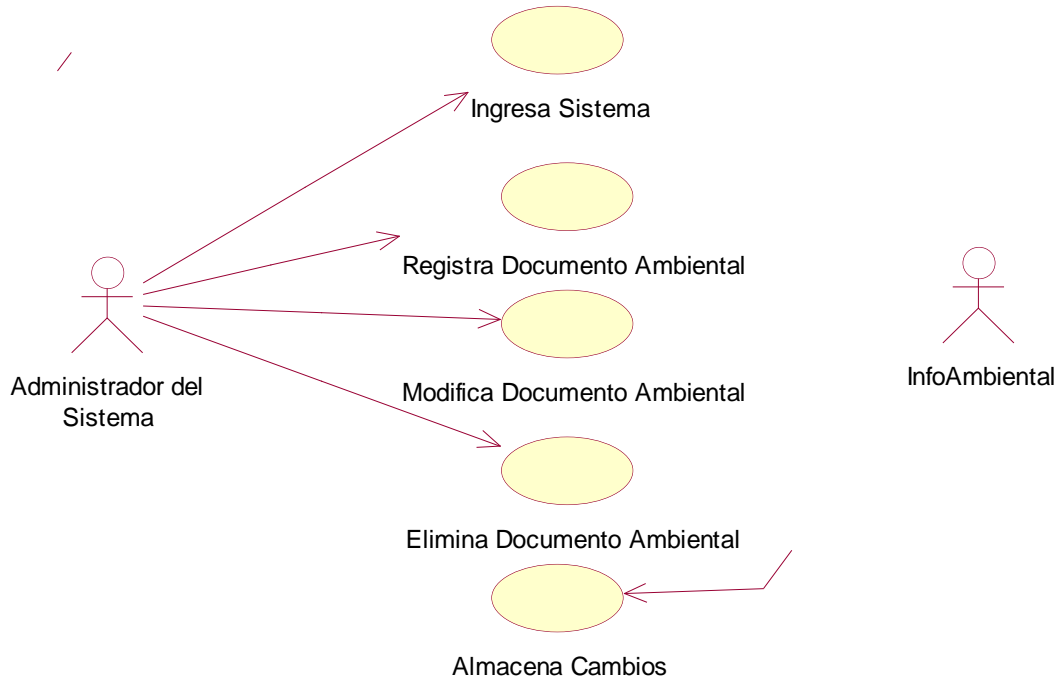 Ingresa Sistema
Registra Documento Ambiental
Administrador del
Sistema
InfoAmbiental
Modifica Documento Ambiental
Elimina Documento Ambiental
Almacena Cambios